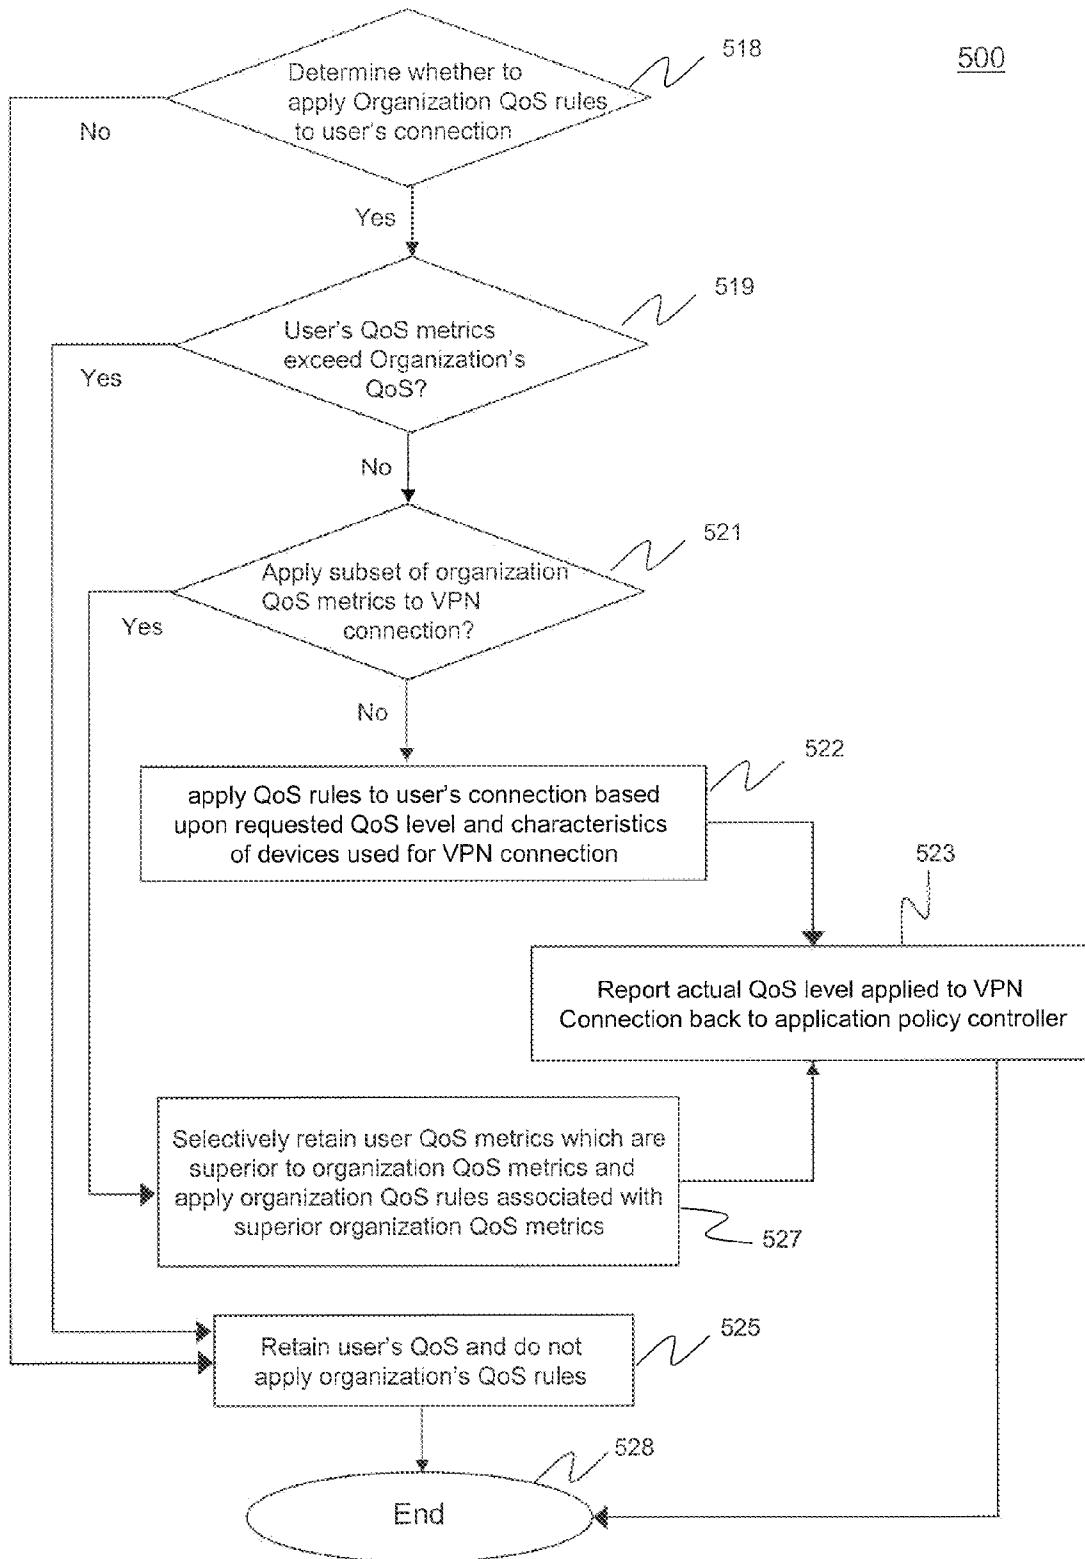 500
518
Determine whether to
apply Organization QoS rules
to user's connection
No
Yes
519
User's QoS metrics
exceed Organization's
QoS?
Yes
No
521
Apply subset of organization
QoS metrics to VPN
connection?
Yes
No
522
apply QoS rules to user's connection based
upon requested QoS level and characteristics
of devices used for VPN connection
523
Report actual QoS level applied to VPN
Connection back to application policy controller
Selectively retain user QoS metrics which are
superior to organization QoS metrics and
apply organization QoS rules associated with
superior organization QoS metrics
527
525
Retain user's QoS and do not
apply organization's QoS rules
528
End